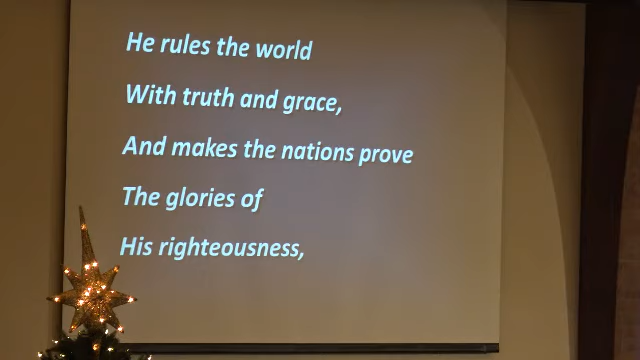 He rules the world
With truth and grace,
And makes the nations prove
The glories of
His righteousness,